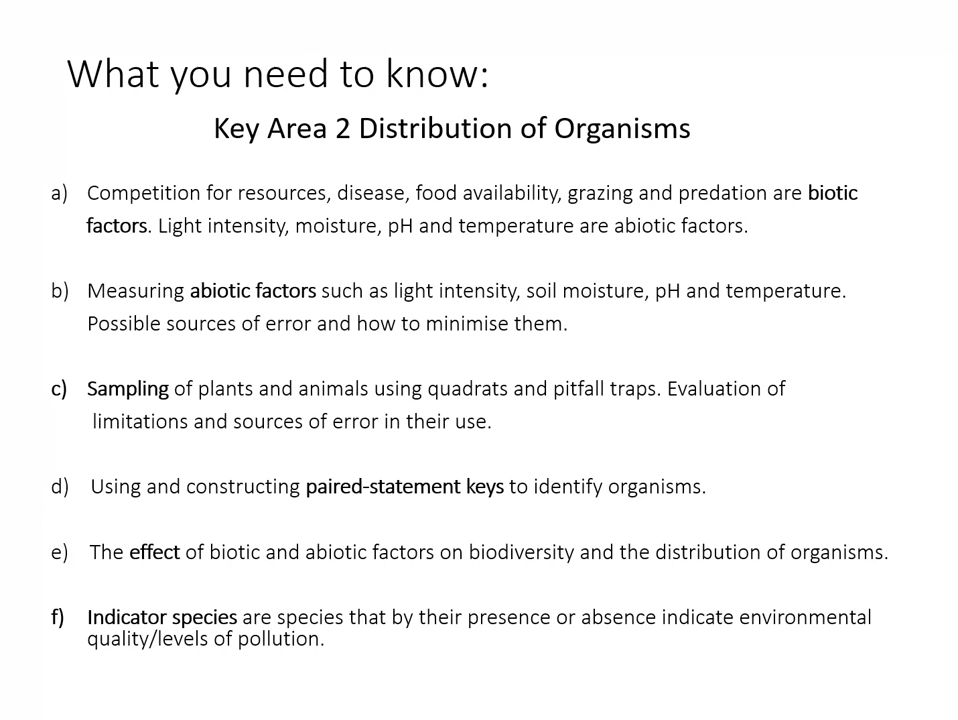 What you need to know:
Key Area 2 Distribution of Organisms
a) Competition for resources, disease, food availability, grazing and predation are biotic
factors. Light intensity, moisture, pH and temperature are abiotic factors.
b) Measuring abiotic factors such as light intensity, soil moisture, pH and temperature.
Possible sources of error and how to minimise them.
c) Sampling of plants and animals using quadrats and pitfall traps. Evaluation of
limitations and sources of error in their use.
d) Using and constructing paired-statement keys to identify organisms.
e) The effect of biotic and abiotic factors on biodiversity and the distribution of organisms.
f) Indicator species are species that by their presence or absence indicate environmental
quality/levels of pollution.